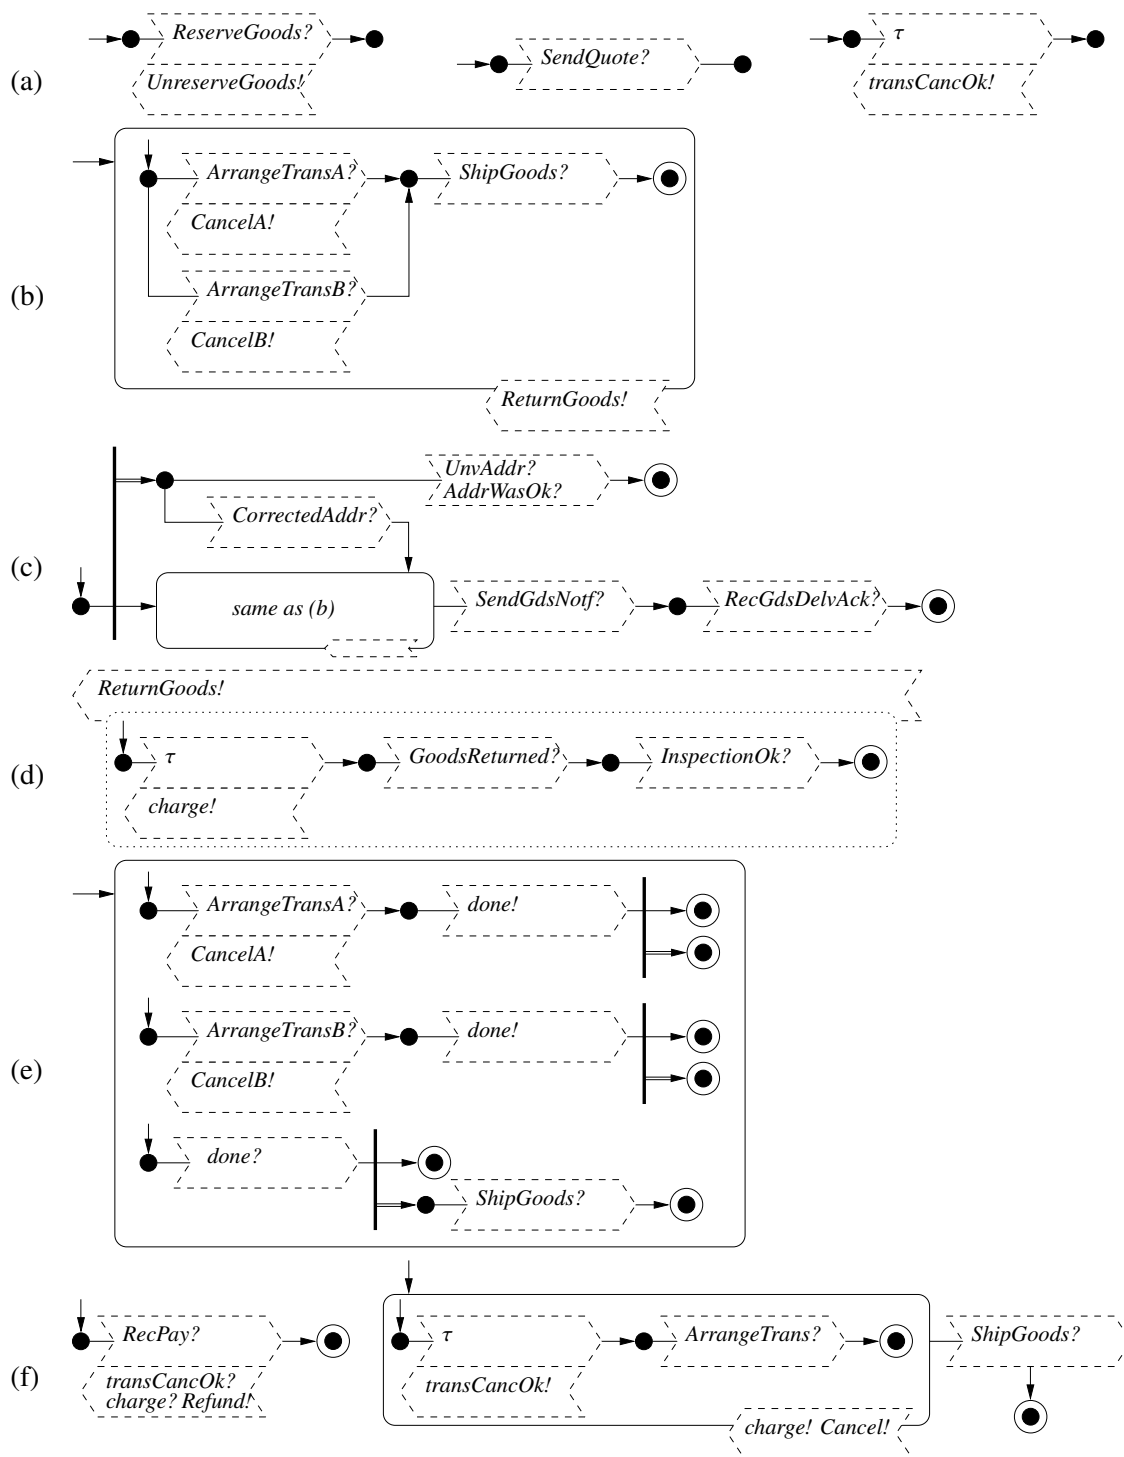 ReserveGoods?
UnreserveGoods!
SendQuote?
τ
transCancOk!
(a)
ArrangeTransA?
ShipGoods?
CancelA!
ArrangeTransB?
(b)
CancelB!
ReturnGoods!
UnvAddr?
AddrWasOk?
CorrectedAddr?
(c)
same as (b)
SendGdsNotf?
RecGdsDelvAck?
ReturnGoods!
τ
GoodsReturned?
InspectionOk?
(d)
charge!
ArrangeTransA?
done!
CancelA!
ArrangeTransB?
done!
(e)
CancelB!
done?
ShipGoods?
RecPay?
τ
ArrangeTrans?
ShipGoods?
(f)
transCancOk?
charge? Refund!
transCancOk!
charge! Cancel!